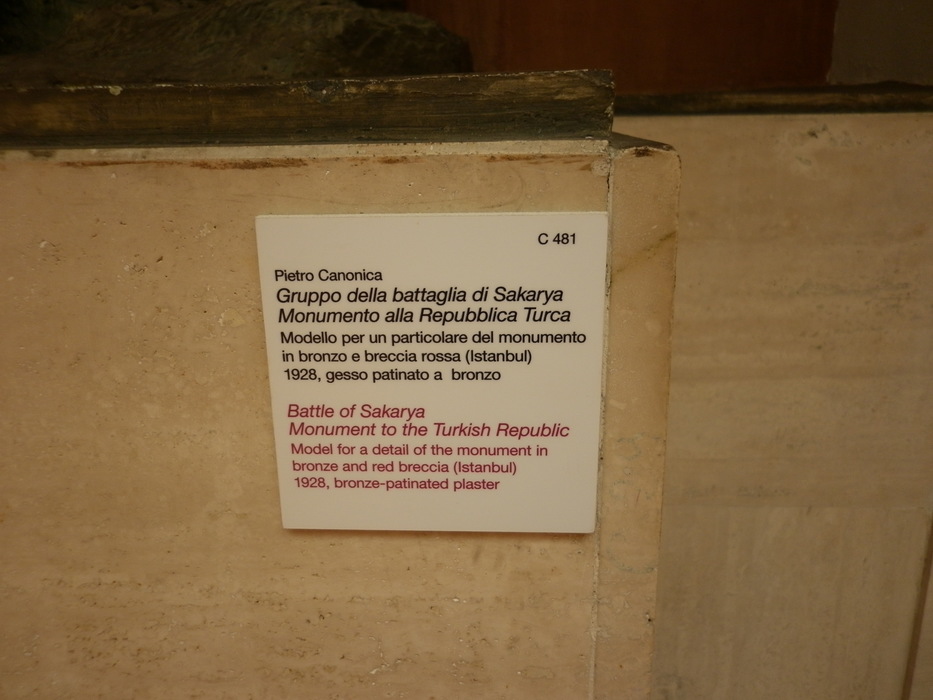 C 481
Pietro Canonica
Gruppo della battaglia di Sakarya
Monumento alla Repubblica Turca
Modello per un particolare del monumento
in bronzo e breccia rossa (Istanbul)
1928, gesso patinato a bronzo
Battle of Sakarya
Monument to the Turkish Republic
Model for a detail of the monument in
bronze and red breccia (Istanbul)
1928, bronze-patinated plaster